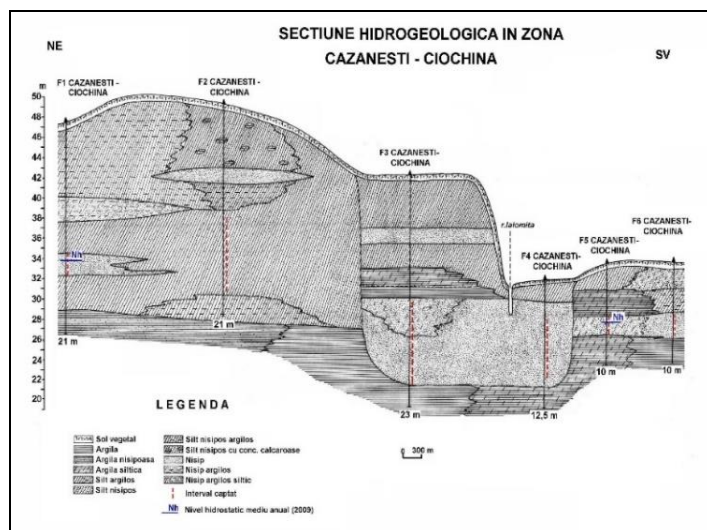 SECTIUNE HIDROGEOLOGICA IN ZONA
CAZANESTI - CIOCHINA
NE
SV
m
F1 CAZANESTI -
CIOCHINA
F2 CAZANESTI -
CIOCHINA
F3 CAZANESTI-
CIOCHINA
r.Ialomita
F4 CAZANESTI-
CIOCHINA
F5 CAZANESTI-
CIOCHINA
F6 CAZANESTI-
CIOCHINA
50
48
46
44
42
40
38
36
34
32
30
28
26
24
22
20
Nh
Nh
21 m
21 m
23 m
12,5 m
10 m
10 m
300 m
LEGENDA
Sol vegetal
Argila
Argila nisipoasa
Argila siltica
Silt argilos
Silt nisipos
Silt nisipos argilos
Silt nisipos cu conc. calcaroase
Nisip
Nisip argilos
Nisip argilos siltic
Interval captat
Nh Nivel hidrostatic mediu anual (2009)